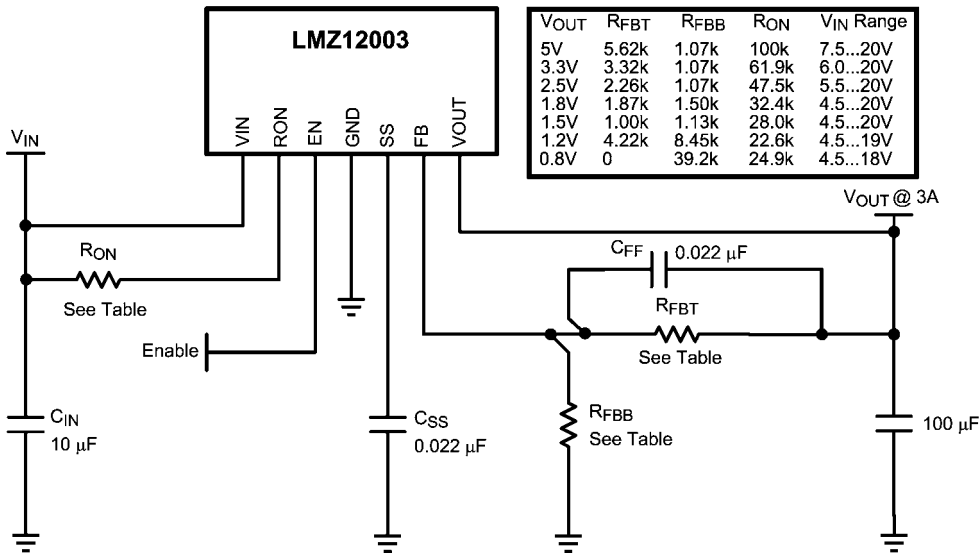 LMZ12003
VIN
RON
EN
GND
SS
FB
VOUT
VOUT RFBT RFBB RON VIN Range
5V 5.62k 1.07k 100k 7.5...20V
3.3V 3.32k 1.07k 61.9k 6.0...20V
2.5V 2.26k 1.07k 47.5k 5.5...20V
1.8V 1.87k 1.50k 32.4k 4.5...20V
1.5V 1.00k 1.13k 28.0k 4.5...20V
1.2V 4.22k 8.45k 22.6k 4.5...19V
0.8V 0 39.2k 24.9k 4.5...18V
VIN
VOUT @ 3A
RON
See Table
CFF
0.022 µF
RFBT
See Table
Enable
CIN
10 µF
CSS
0.022 µF
RFBB
See Table
100 µF